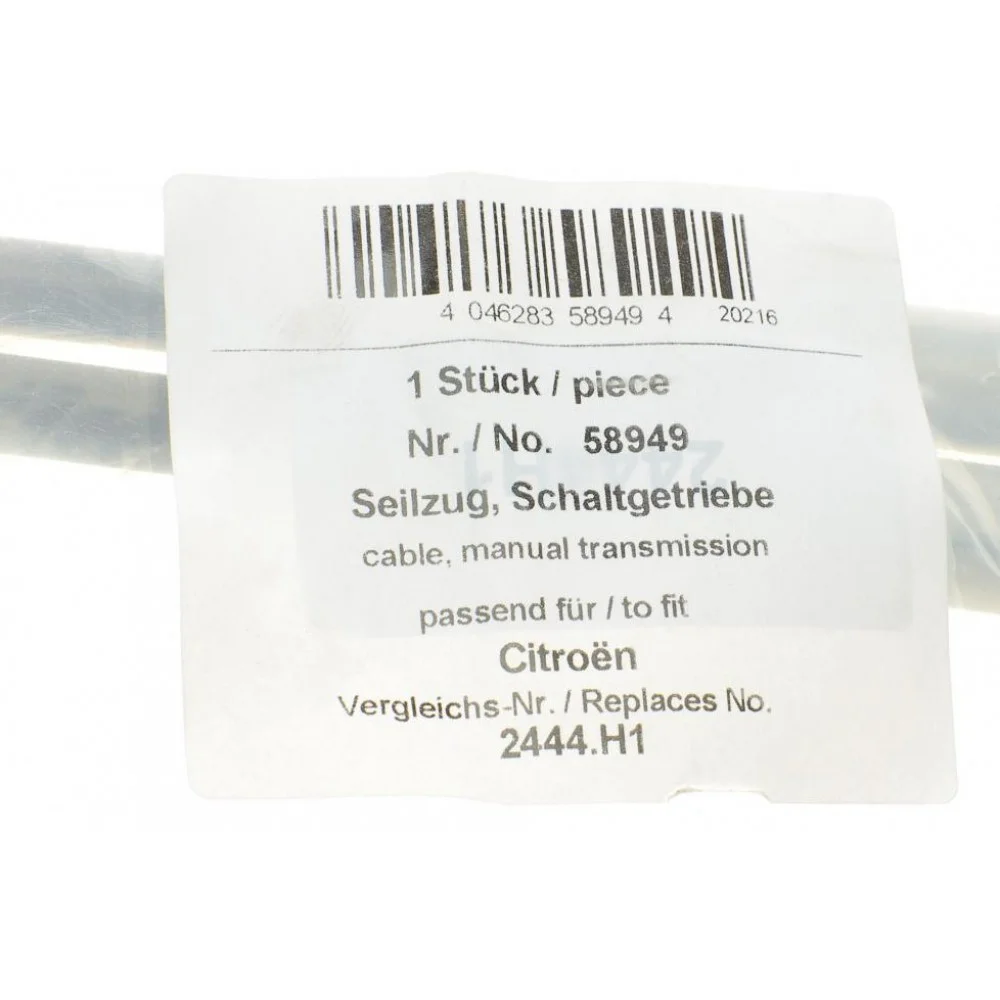 4 046283 58949 4 20216
1 Stück / piece
Nr. / No. 58949
Seilzug, Schaltgetriebe
cable, manual transmission
passend für / to fit
Citroën
Vergleichs-Nr. / Replaces No.
2444.H1